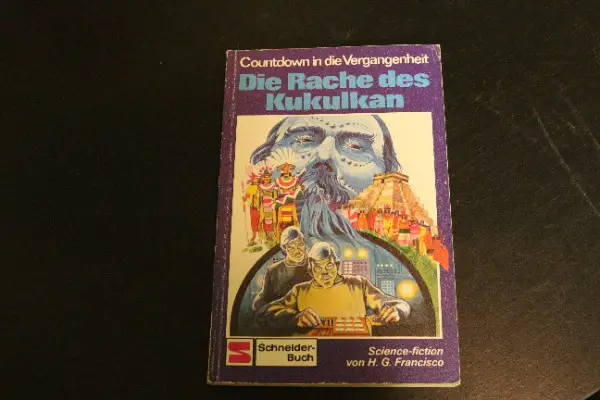 Countdown in die Vergangenheit
Die Rache des
Kukulkan
Schneider-
Buch
Science-fiction
von H. G. Francisco